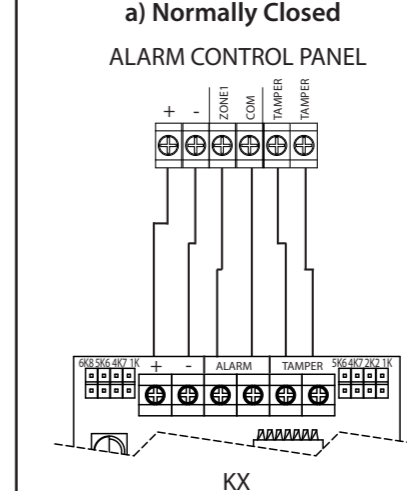 a) Normally Closed
ALARM CONTROL PANEL
+ - ZONE1 COM TAMPER TAMPER
6K8 5K6 4K7 1K + - ALARM TAMPER 5K6 4K7 2K2 1K
KX